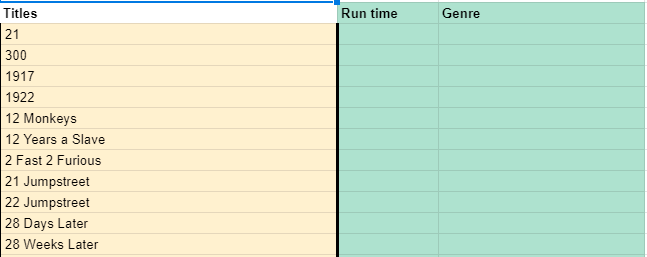 Titles Run time Genre
21
300
1917
1922
12 Monkeys
12 Years a Slave
2 Fast 2 Furious
21 Jumpstreet
22 Jumpstreet
28 Days Later
28 Weeks Later